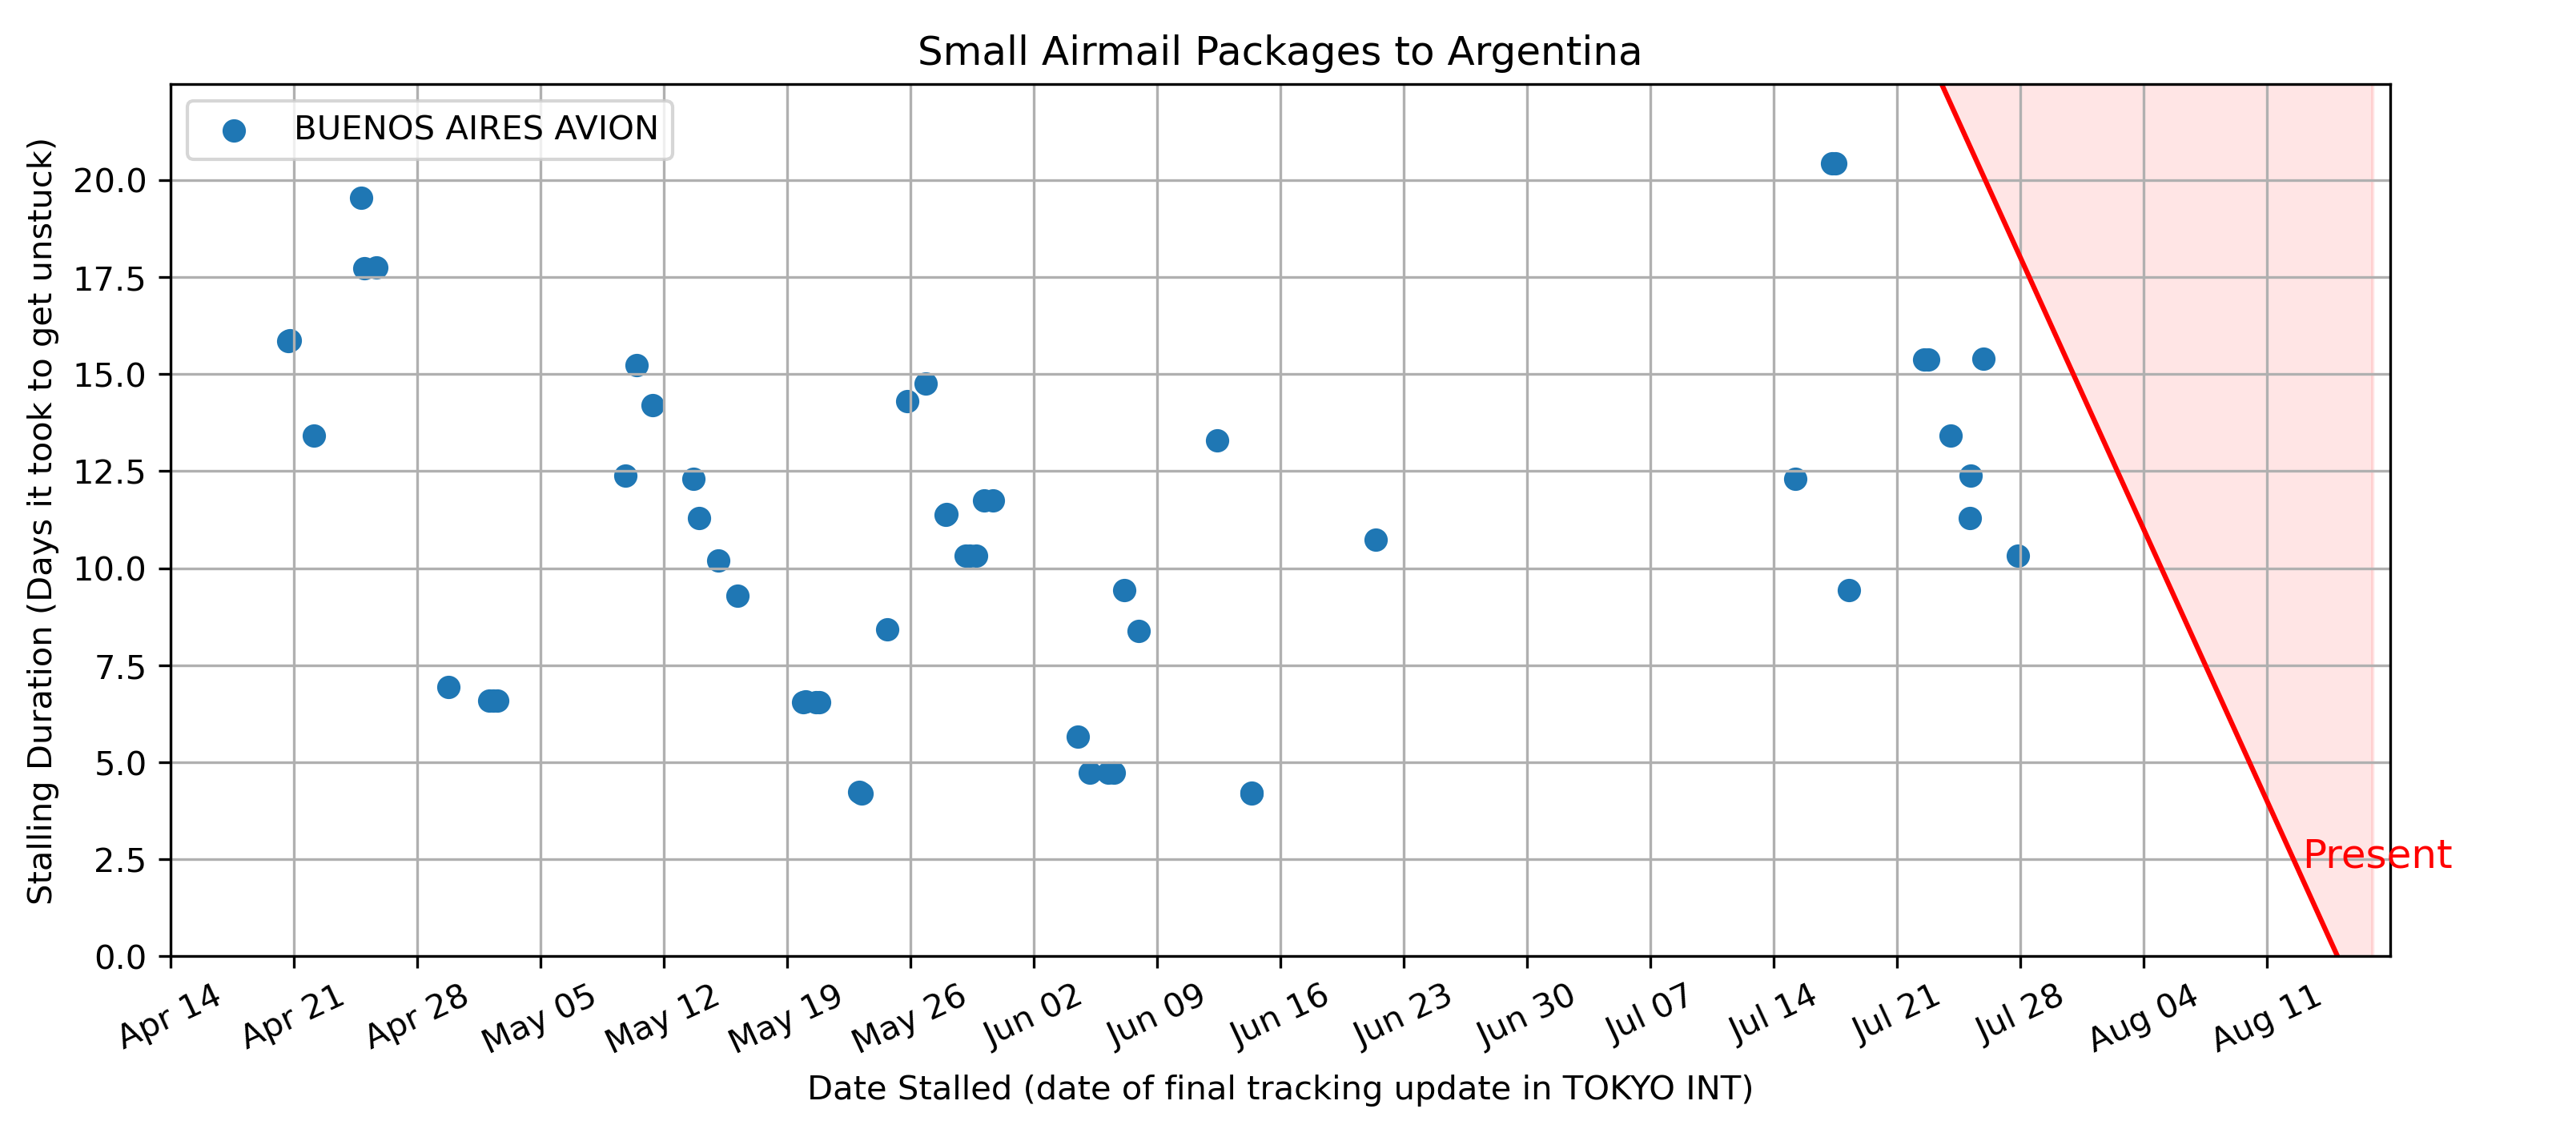 Small Airmail Packages to Argentina
BUENOS AIRES AVION
Stalling Duration (Days it took to get unstuck)
20.0
17.5
15.0
12.5
10.0
7.5
5.0
2.5
0.0
Present
Apr 14 Apr 21 Apr 28 May 05 May 12 May 19 May 26 Jun 02 Jun 09 Jun 16 Jun 23 Jun 30 Jul 07 Jul 14 Jul 21 Jul 28 Aug 04 Aug 11
Date Stalled (date of final tracking update in TOKYO INT)